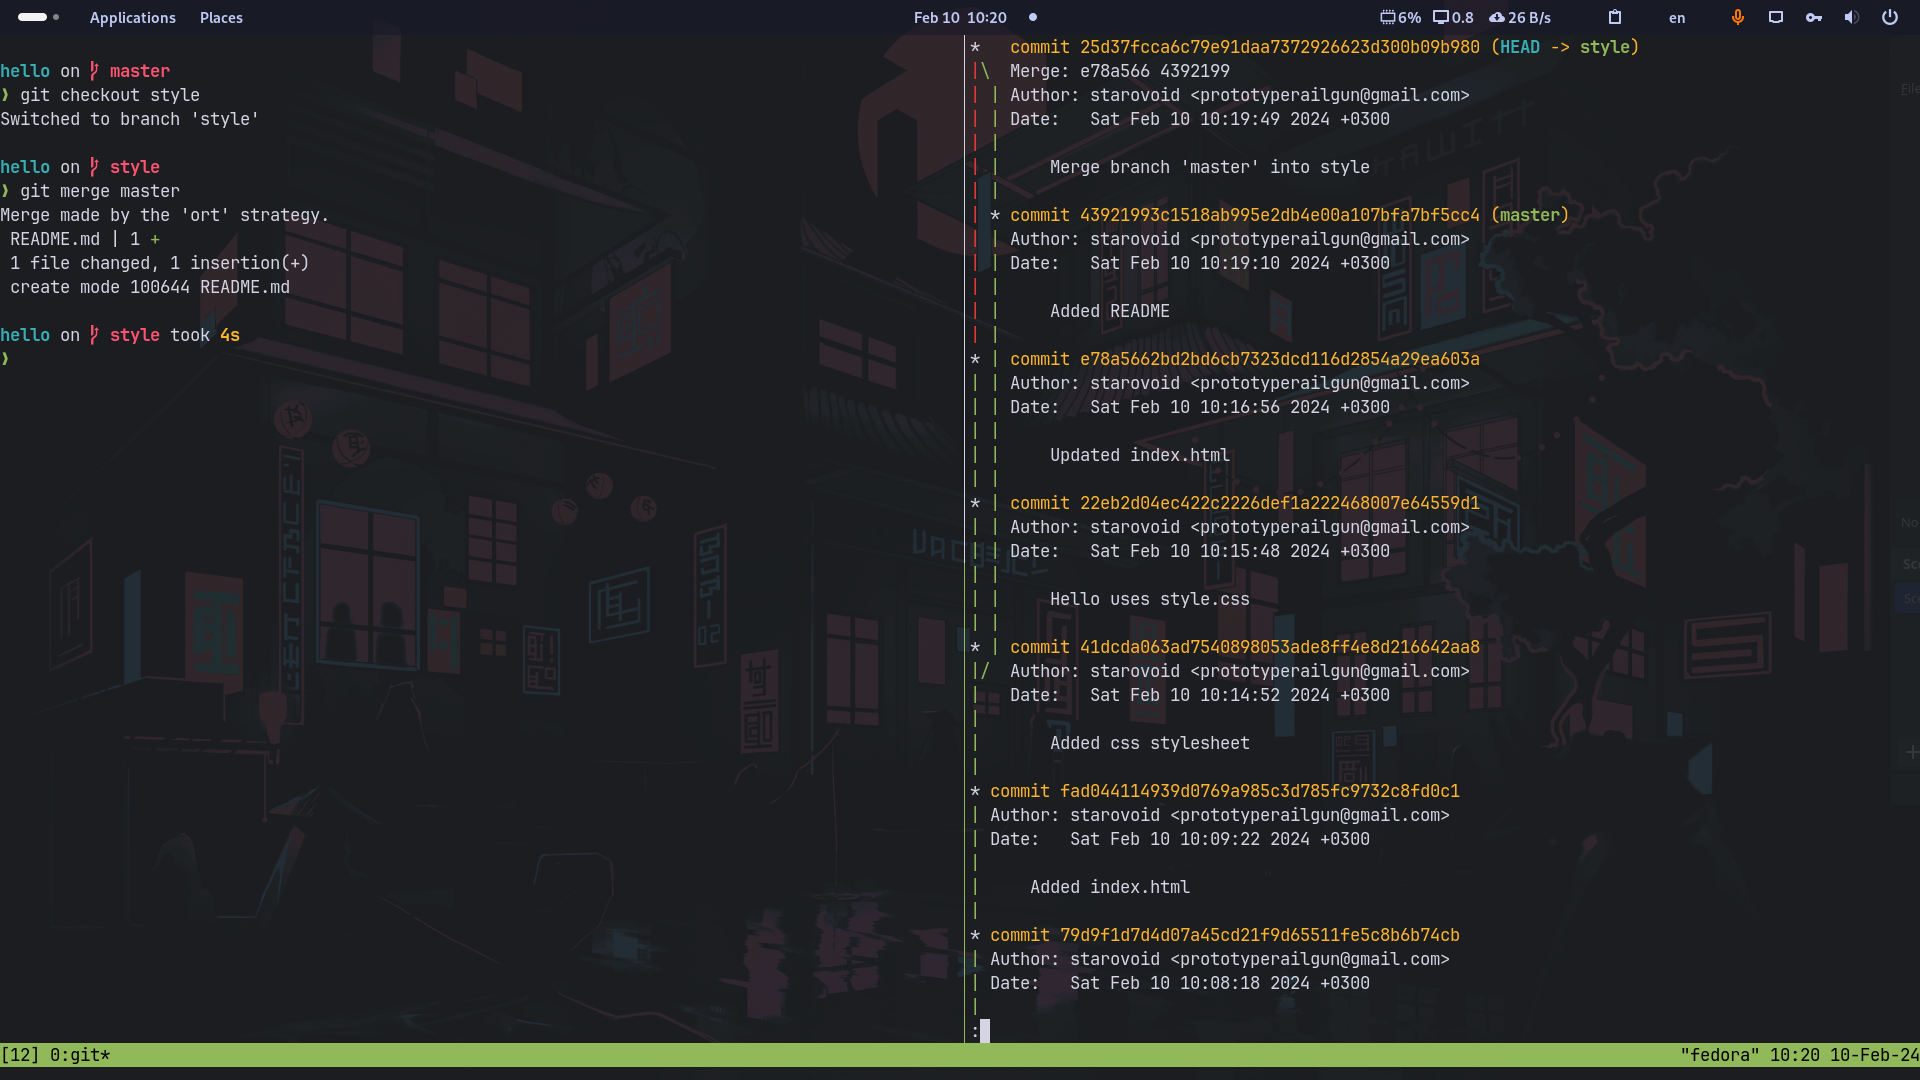 Applications Places Feb 10 10:20 6% 0.8 26 B/s en
hello on master
❯ git checkout style
Switched to branch 'style'
hello on style
❯ git merge master
Merge made by the 'ort' strategy.
README.md | 1 +
1 file changed, 1 insertion(+)
create mode 100644 README.md
hello on style took 4s
❯
*   commit 25d37fcca6c79e91daa7372926623d300b09b980 (HEAD -> style)
|\  Merge: e78a566 4392199
| | Author: starovoid <prototyperailgun@gmail.com>
| | Date:   Sat Feb 10 10:19:49 2024 +0300
| |
| |     Merge branch 'master' into style
| |
| * commit 43921993c1518ab995e2db4e00a107bfa7bf5cc4 (master)
| | Author: starovoid <prototyperailgun@gmail.com>
| | Date:   Sat Feb 10 10:19:10 2024 +0300
| |
| |     Added README
| |
* | commit e78a5662bd2bd6cb7323dcd116d2854a29ea603a
| | Author: starovoid <prototyperailgun@gmail.com>
| | Date:   Sat Feb 10 10:16:56 2024 +0300
| |
| |     Updated index.html
| |
* | commit 22eb2d04ec422c2226def1a222468007e64559d1
| | Author: starovoid <prototyperailgun@gmail.com>
| | Date:   Sat Feb 10 10:15:48 2024 +0300
| |
| |     Hello uses style.css
| |
* | commit 41dcda063ad7540898053ade8ff4e8d216642aa8
|/  Author: starovoid <prototyperailgun@gmail.com>
|   Date:   Sat Feb 10 10:14:52 2024 +0300
|
|       Added css stylesheet
|
* commit fad044114939d0769a985c3d785fc9732c8fd0c1
| Author: starovoid <prototyperailgun@gmail.com>
| Date:   Sat Feb 10 10:09:22 2024 +0300
|
|     Added index.html
|
* commit 79d9f1d7d4d07a45cd21f9d65511fe5c8b6b74cb
| Author: starovoid <prototyperailgun@gmail.com>
| Date:   Sat Feb 10 10:08:18 2024 +0300
|
:
[12] 0:git* "fedora" 10:20 10-Feb-24